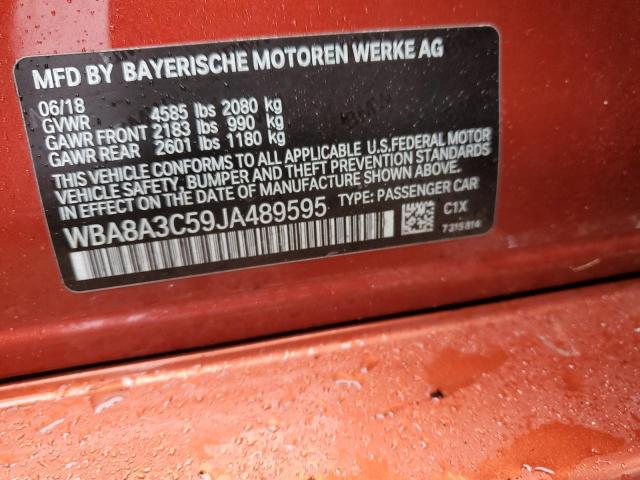 MFD BY BAYERISCHE MOTOREN WERKE AG
06/18
GVWR 4585 lbs 2080 kg
GAWR FRONT 2183 lbs 990 kg
GAWR REAR 2601 lbs 1180 kg
THIS VEHICLE CONFORMS TO ALL APPLICABLE U.S.FEDERAL MOTOR
VEHICLE SAFETY, BUMPER AND THEFT PREVENTION STANDARDS
IN EFFECT ON THE DATE OF MANUFACTURE SHOWN ABOVE.
WBA8A3C59JA489595 TYPE: PASSENGER CAR
C1X
7315814